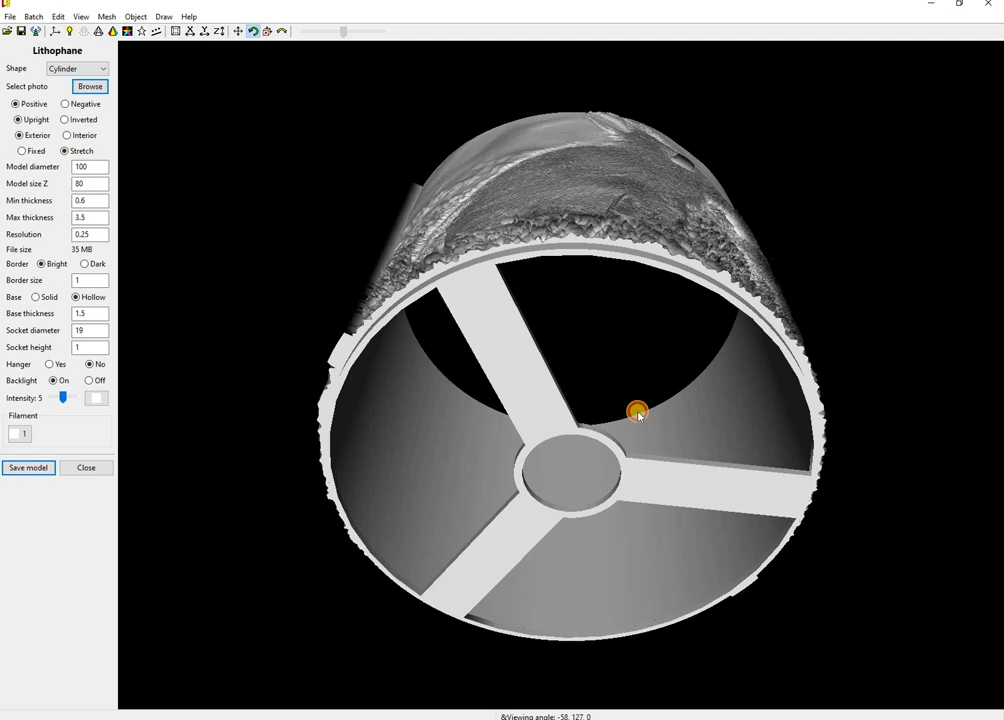 File Batch Edit View Mesh Object Draw Help
Lithophane
Shape Cylinder
Select photo Browse
Positive Negative
Upright Inverted
Exterior Interior
Fixed Stretch
Model diameter 100
Model size Z 80
Min thickness 0.6
Max thickness 3.5
Resolution 0.25
File size 35 MB
Border Bright Dark
Border size 1
Base Solid Hollow
Base thickness 1.5
Socket diameter 19
Socket height 1
Hanger Yes No
Backlight On Off
Intensity: 5
Filament
1
Save model Close
&Viewing angle: -58, 127, 0